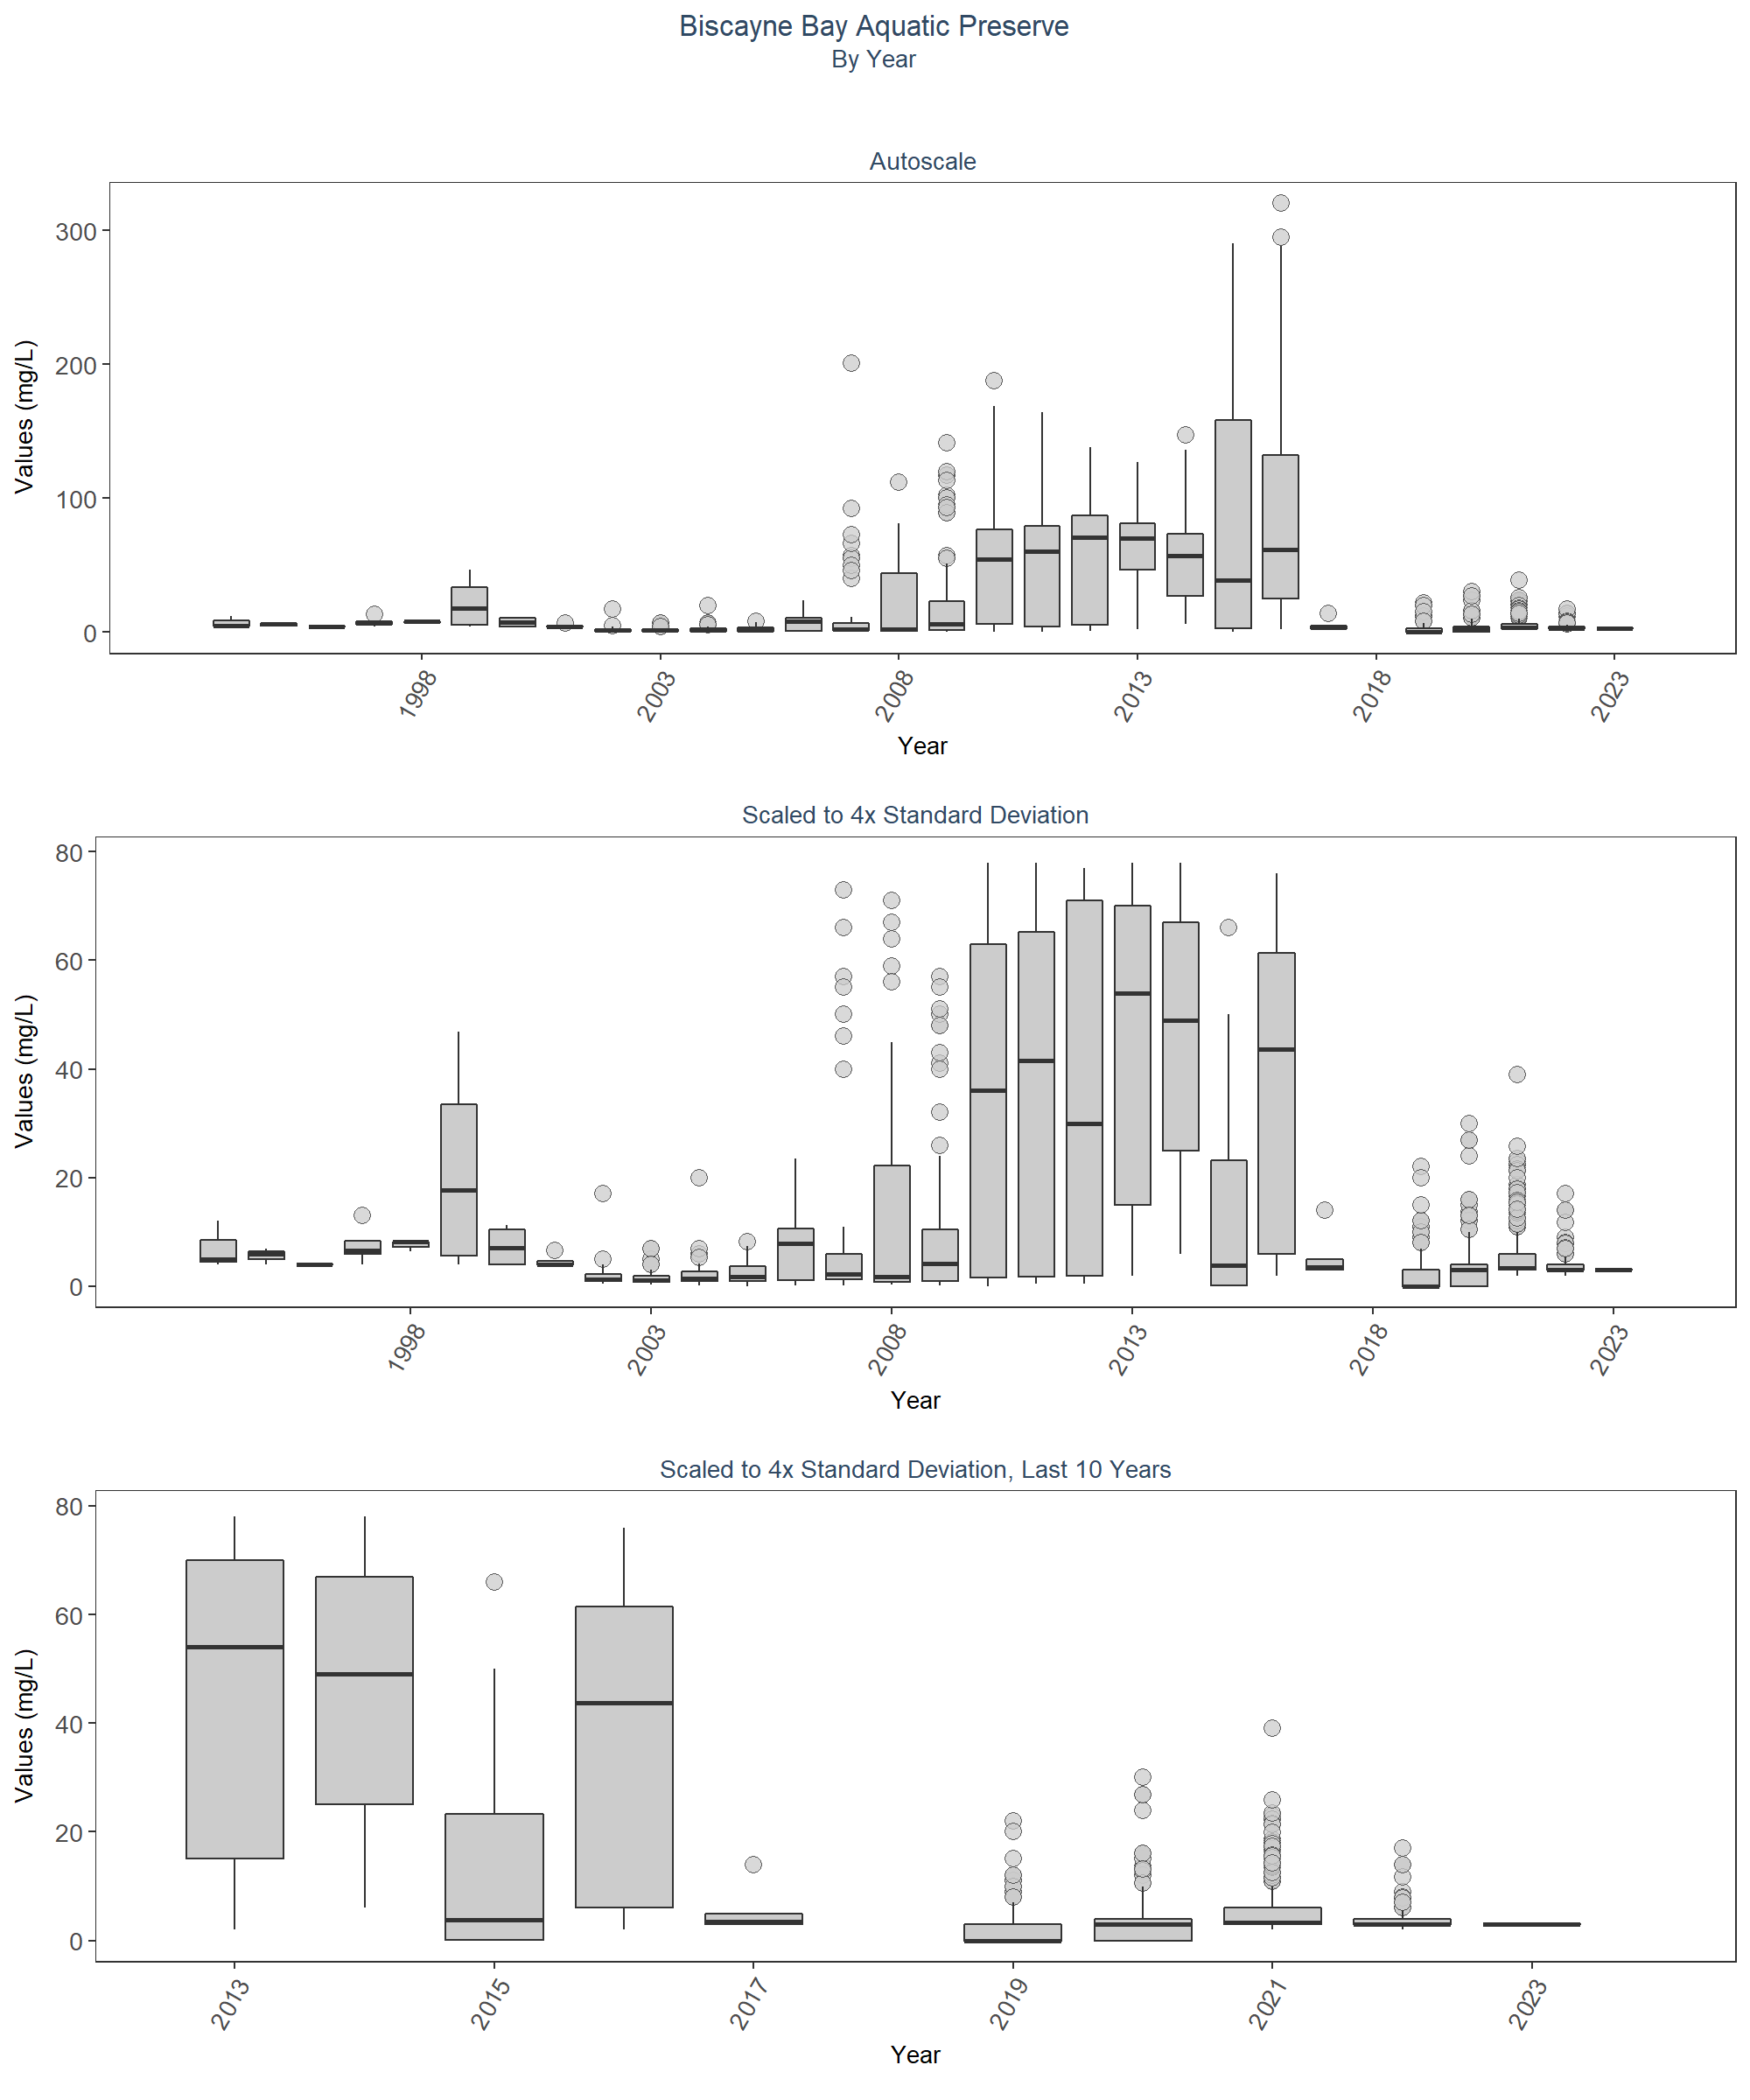 Biscayne Bay Aquatic Preserve
By Year
Autoscale
Values (mg/L)
300
200
100
0
1998
2003
2008
2013
2018
2023
Year
Scaled to 4x Standard Deviation
Values (mg/L)
80
60
40
20
0
1998
2003
2008
2013
2018
2023
Year
Scaled to 4x Standard Deviation, Last 10 Years
Values (mg/L)
80
60
40
20
0
2013
2015
2017
2019
2021
2023
Year